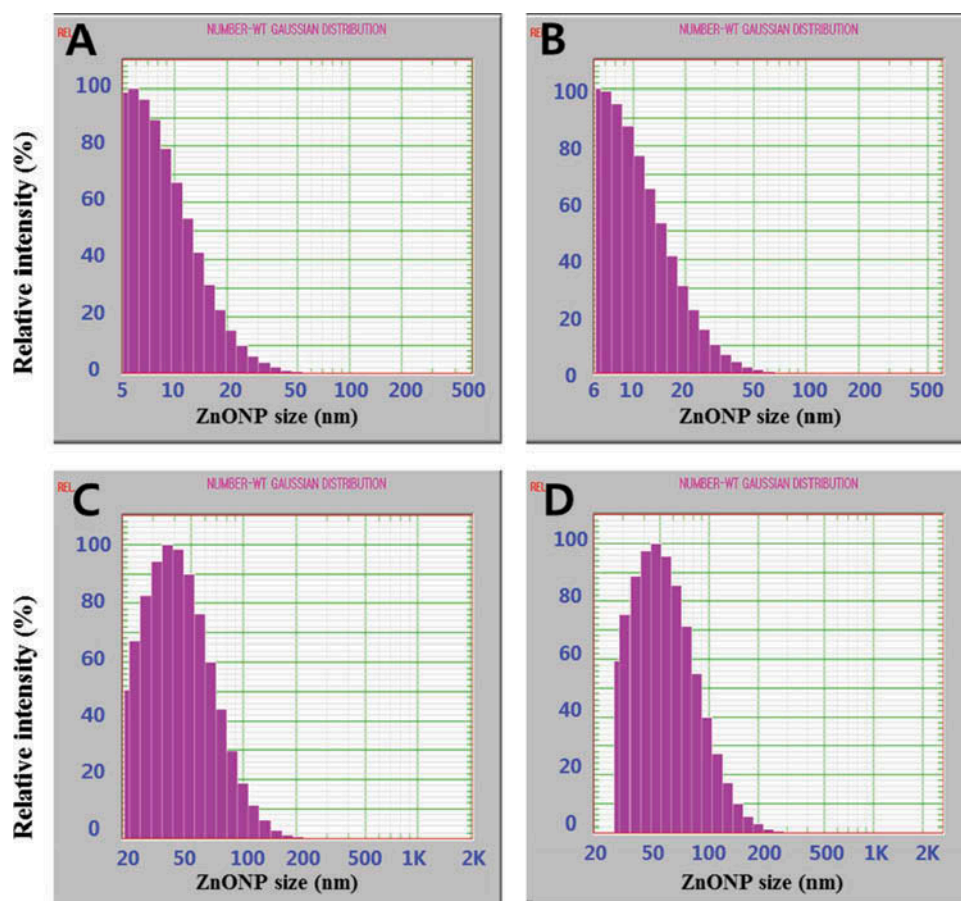 A
REL
NUMBER-WT GAUSSIAN DISTRIBUTION
Relative intensity (%)
100
80
60
40
20
0
5 10 20 50 100 200 500
ZnONP size (nm)
B
REL
NUMBER-WT GAUSSIAN DISTRIBUTION
100
80
60
40
20
0
6 10 20 50 100 200 500
ZnONP size (nm)
C
REL
NUMBER-WT GAUSSIAN DISTRIBUTION
Relative intensity (%)
100
80
60
40
20
0
20 50 100 200 500 1K 2K
ZnONP size (nm)
D
REL
NUMBER-WT GAUSSIAN DISTRIBUTION
100
80
60
40
20
0
20 50 100 200 500 1K 2K
ZnONP size (nm)